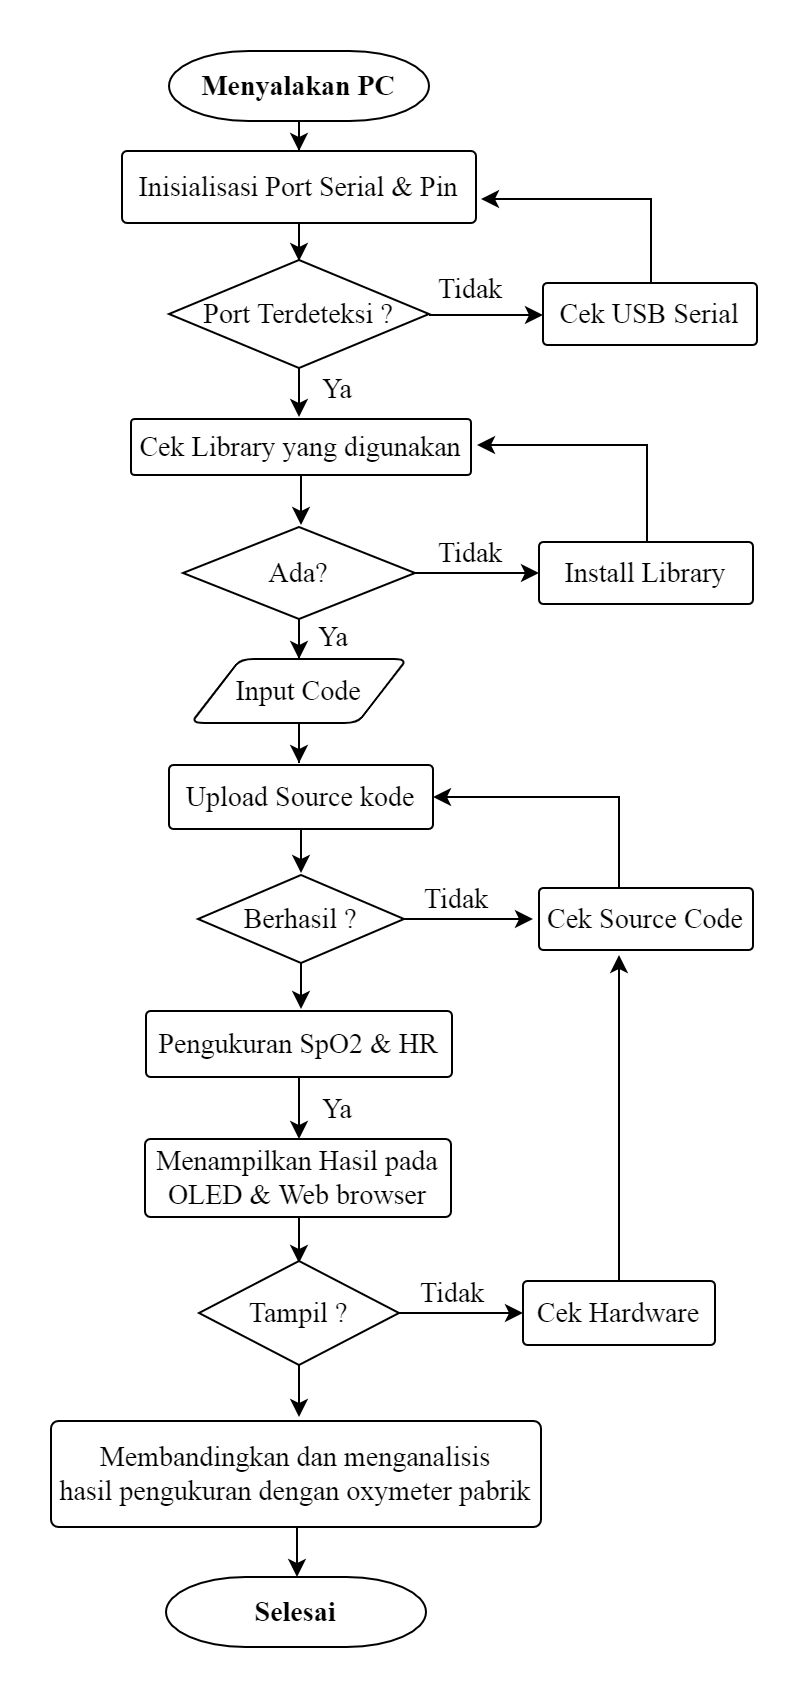 Menyalakan PC
Inisialisasi Port Serial & Pin
Port Terdeteksi ?
Tidak
Cek USB Serial
Ya
Cek Library yang digunakan
Ada?
Tidak
Install Library
Ya
Input Code
Upload Source kode
Berhasil ?
Tidak
Cek Source Code
Pengukuran SpO2 & HR
Ya
Menampilkan Hasil pada
OLED & Web browser
Tampil ?
Tidak
Cek Hardware
Membandingkan dan menganalisis
hasil pengukuran dengan oxymeter pabrik
Selesai